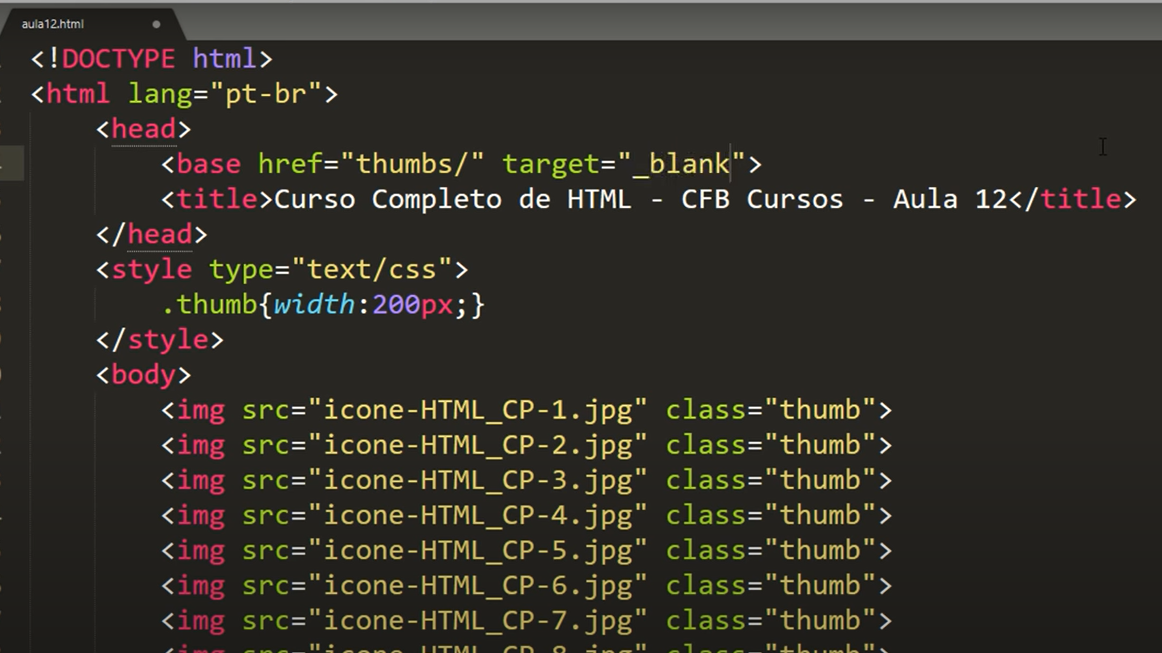 aula12.html
<!DOCTYPE html>
<html lang="pt-br">
<head>
<base href="thumbs/" target="_blank">
<title>Curso Completo de HTML - CFB Cursos - Aula 12</title>
</head>
<style type="text/css">
.thumb{width:200px;}
</style>
<body>
<img src="icone-HTML_CP-1.jpg" class="thumb">
<img src="icone-HTML_CP-2.jpg" class="thumb">
<img src="icone-HTML_CP-3.jpg" class="thumb">
<img src="icone-HTML_CP-4.jpg" class="thumb">
<img src="icone-HTML_CP-5.jpg" class="thumb">
<img src="icone-HTML_CP-6.jpg" class="thumb">
<img src="icone-HTML_CP-7.jpg" class="thumb">